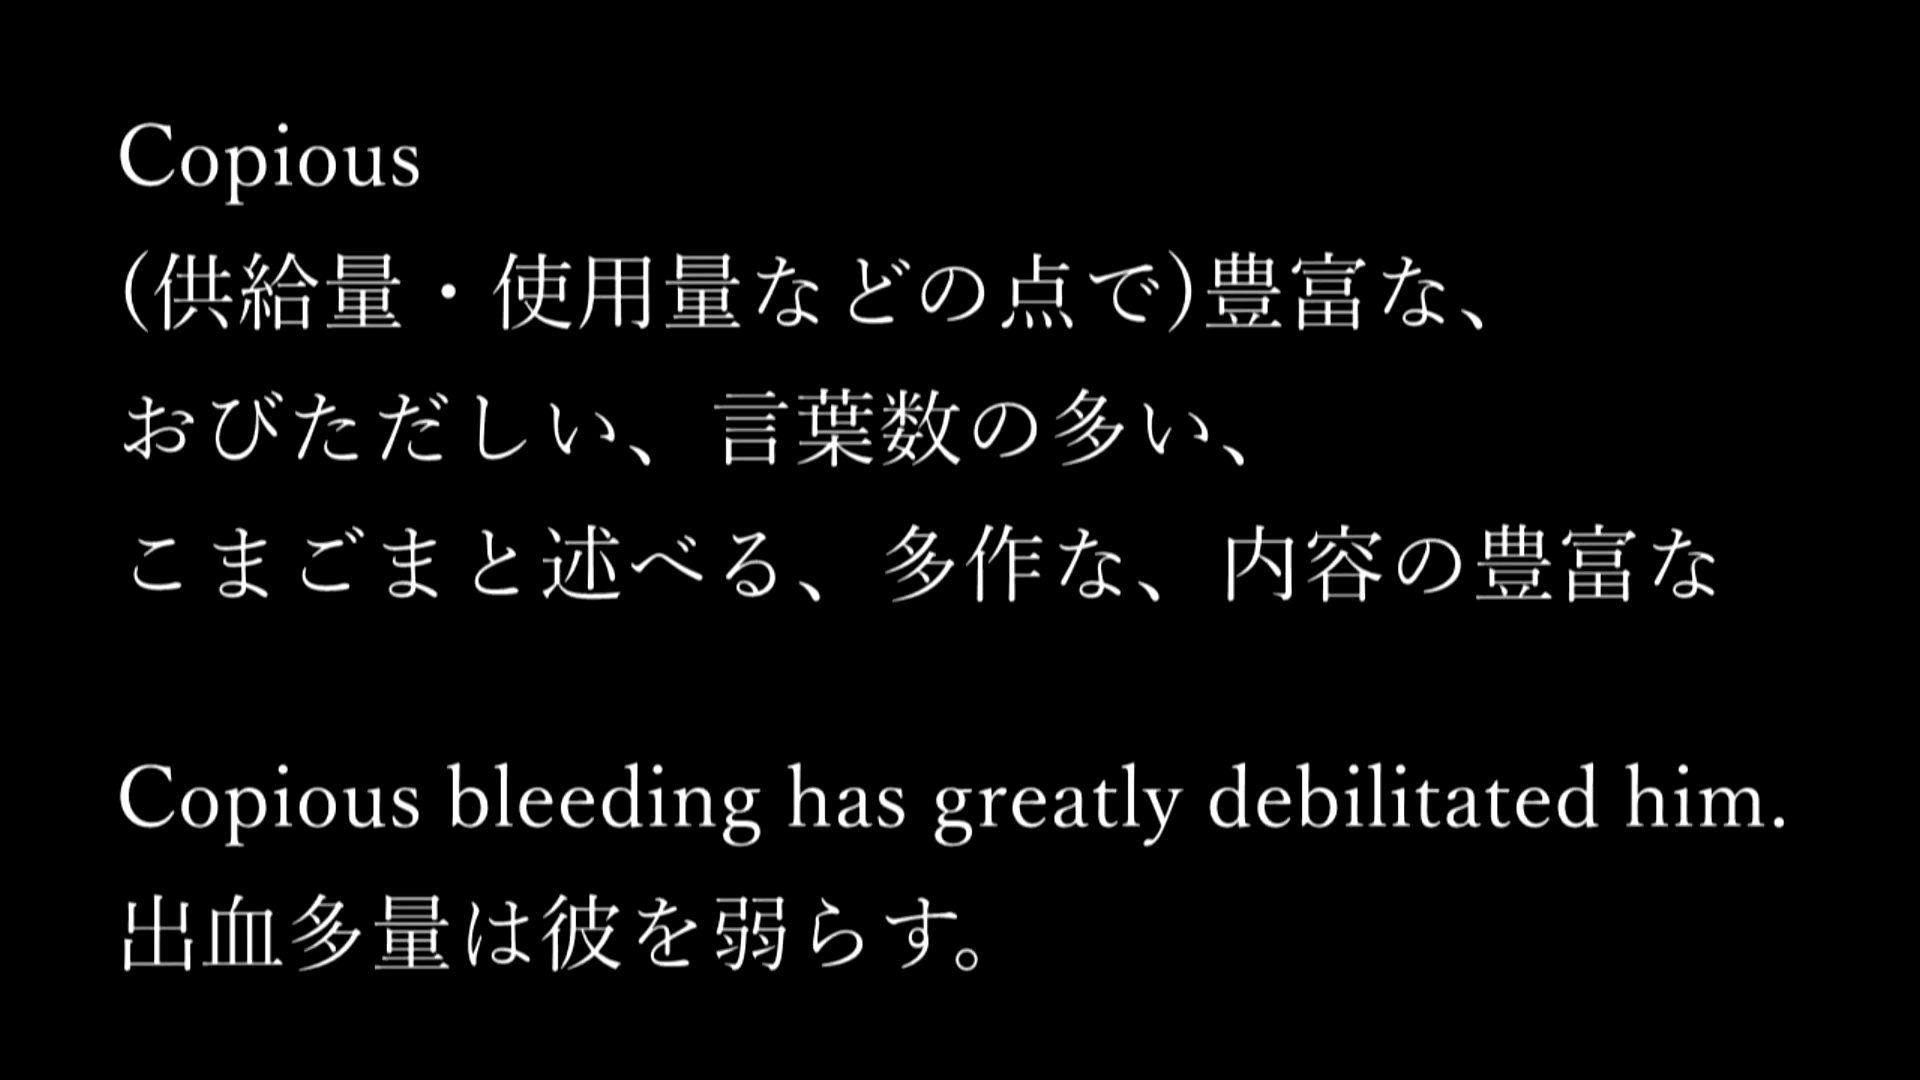 Copious
(供給量・使用量などの点で)豊富な、
おびただしい、言葉数の多い、
こまごまと述べる、多作な、内容の豊富な
Copious bleeding has greatly debilitated him.
出血多量は彼を弱らす。